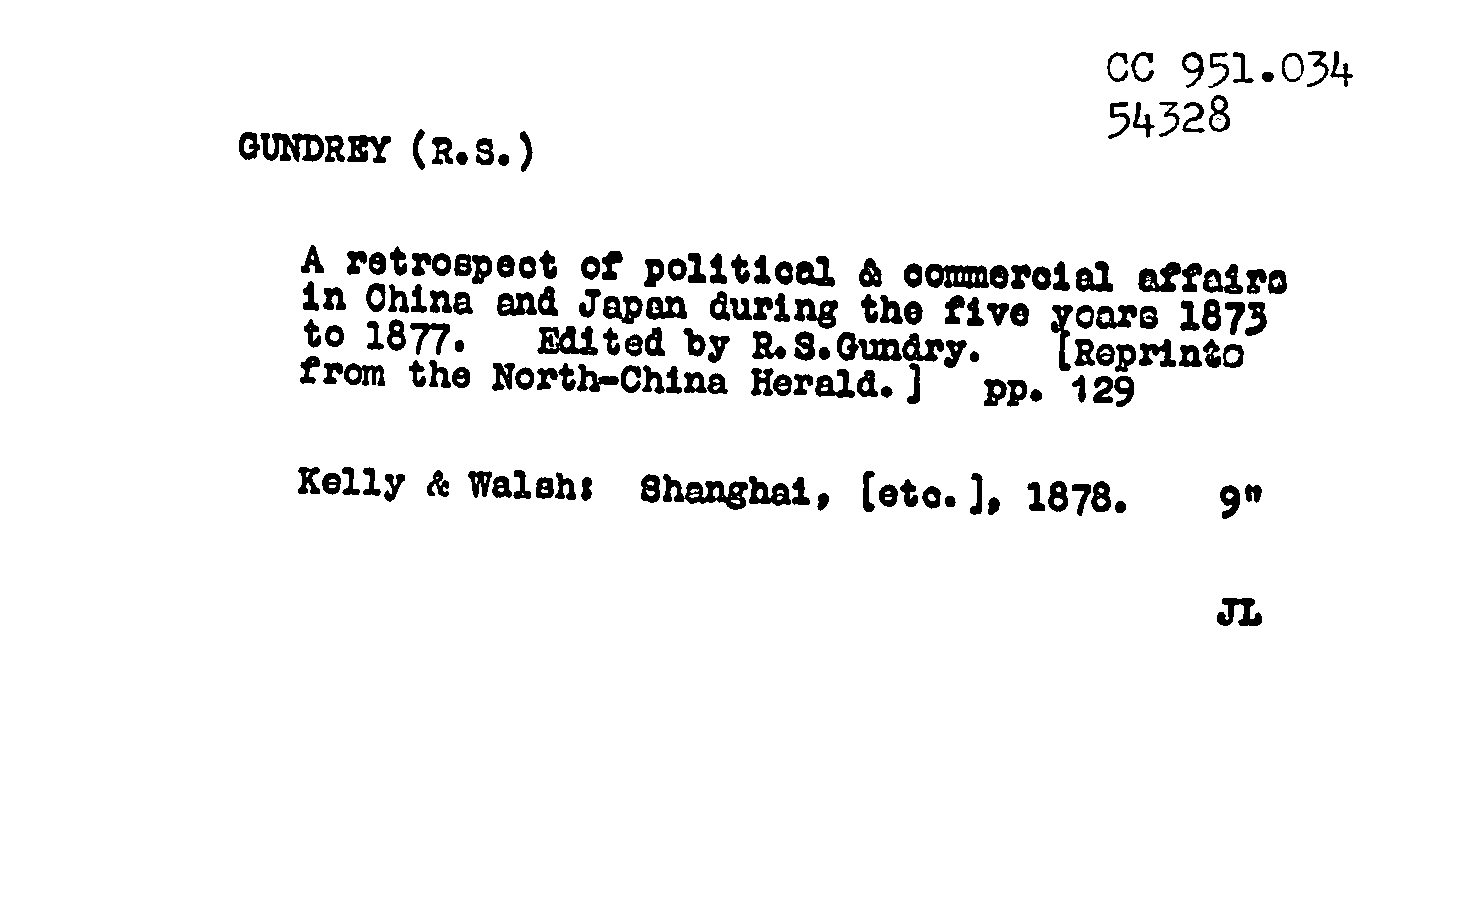 CC 951.034
54328
GUNDREY (R.S.)
A retrospect of political & commercial affairs
in China and Japan during the five years 1873
to 1877. Edited by R.S.Gundry. [Reprints
from the North-China Herald.] pp. 129
Kelly & Walsh: Shanghai, [etc.], 1878. 9"
JL